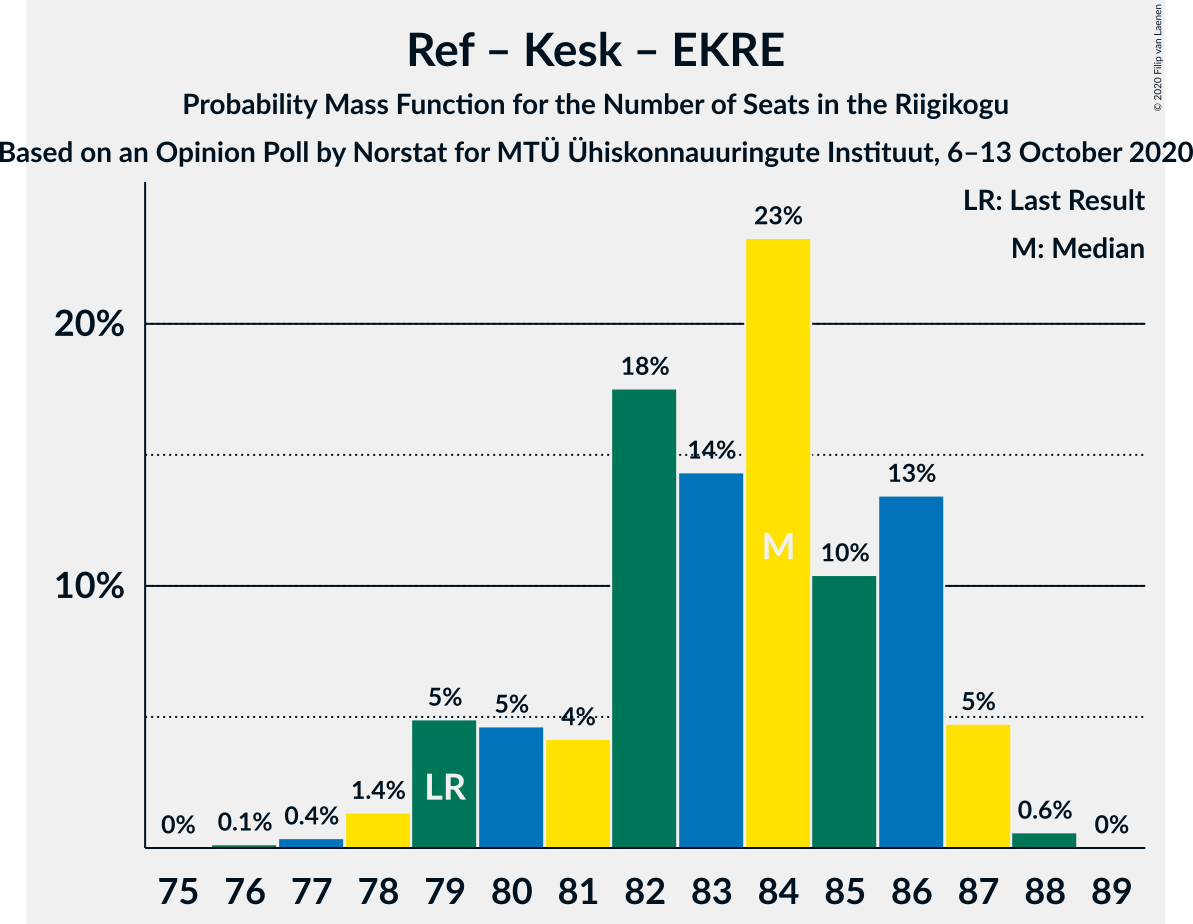 Ref – Kesk – EKRE
Probability Mass Function for the Number of Seats in the Riigikogu
Based on an Opinion Poll by Norstat for MTÜ Ühiskonnauuringute Instituut, 6–13 October 2020
© 2020 Filip van Laenen
LR: Last Result
M: Median
23%
20%
18%
14%
13%
M
10%
10%
5%
5%
4%
5%
LR
1.4%
0%
0.1%
0.4%
0.6%
0%
75 76 77 78 79 80 81 82 83 84 85 86 87 88 89